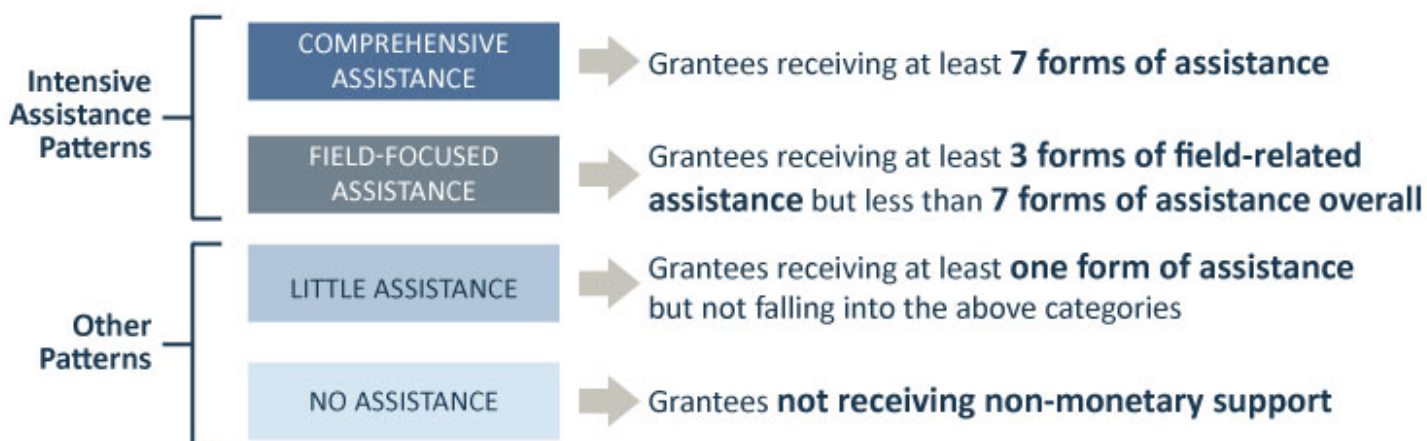 Intensive
Assistance
Patterns
COMPREHENSIVE
ASSISTANCE
Grantees receiving at least 7 forms of assistance
FIELD-FOCUSED
ASSISTANCE
Grantees receiving at least 3 forms of field-related
assistance but less than 7 forms of assistance overall
Other
Patterns
LITTLE ASSISTANCE
Grantees receiving at least one form of assistance
but not falling into the above categories
NO ASSISTANCE
Grantees not receiving non-monetary support